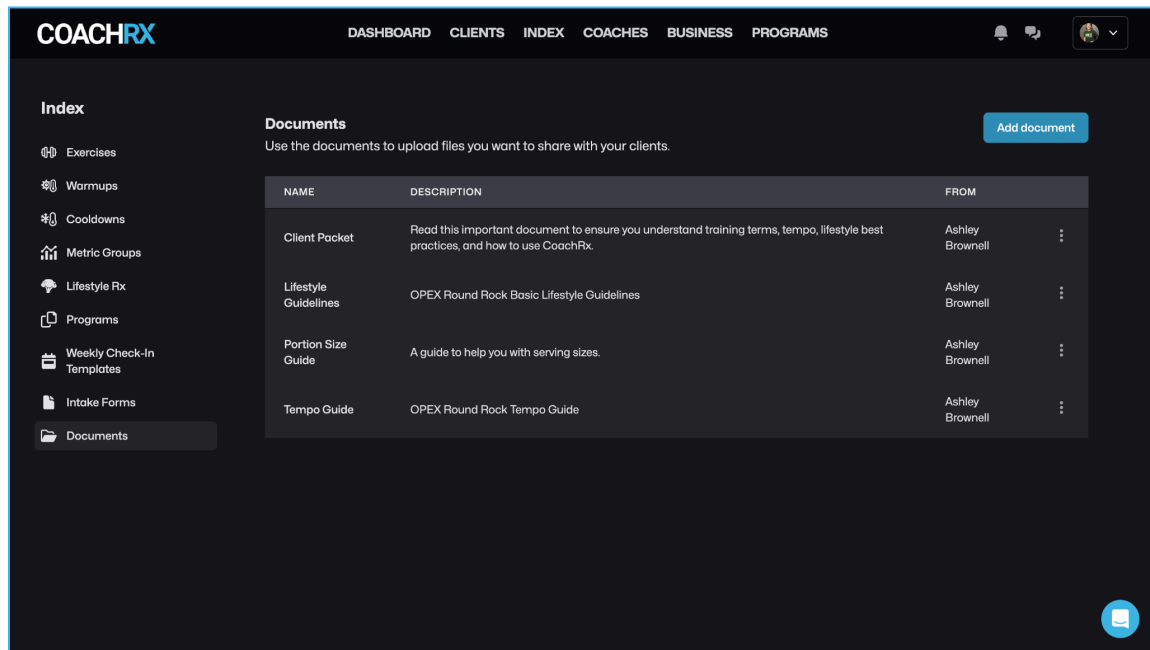 COACHRX
DASHBOARD CLIENTS INDEX COACHES BUSINESS PROGRAMS
Index
Exercises
Warmups
Cooldowns
Metric Groups
Lifestyle Rx
Programs
Weekly Check-In
Templates
Intake Forms
Documents
Documents
Use the documents to upload files you want to share with your clients.
Add document
NAME DESCRIPTION FROM
Client Packet
Read this important document to ensure you understand training terms, tempo, lifestyle best
practices, and how to use CoachRx.
Ashley
Brownell
Lifestyle
Guidelines
OPEX Round Rock Basic Lifestyle Guidelines
Ashley
Brownell
Portion Size
Guide
A guide to help you with serving sizes.
Ashley
Brownell
Tempo Guide
OPEX Round Rock Tempo Guide
Ashley
Brownell